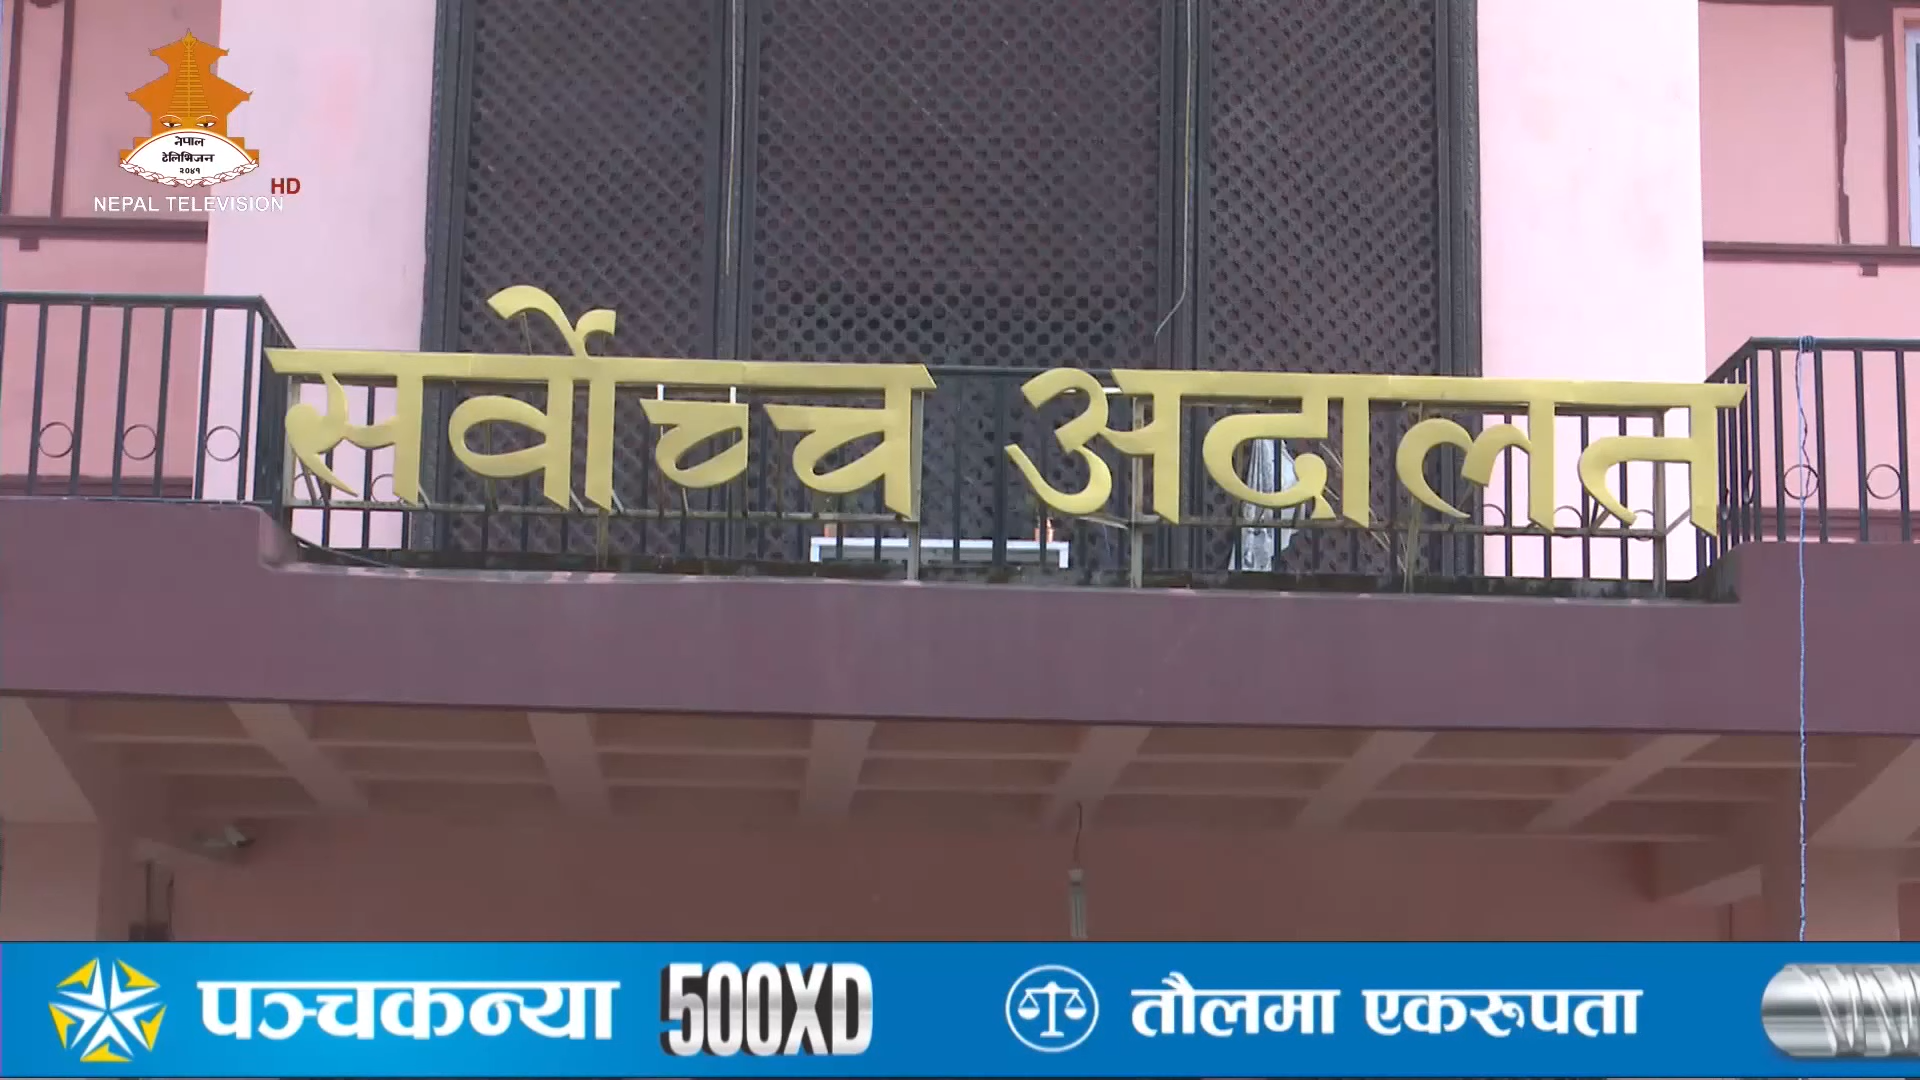 नेपाल
टेलिभिजन
२०४१
HD
NEPAL TELEVISION
सर्वोच्च अदालत
पञ्चकन्या 500XD तौलमा एकरुपता